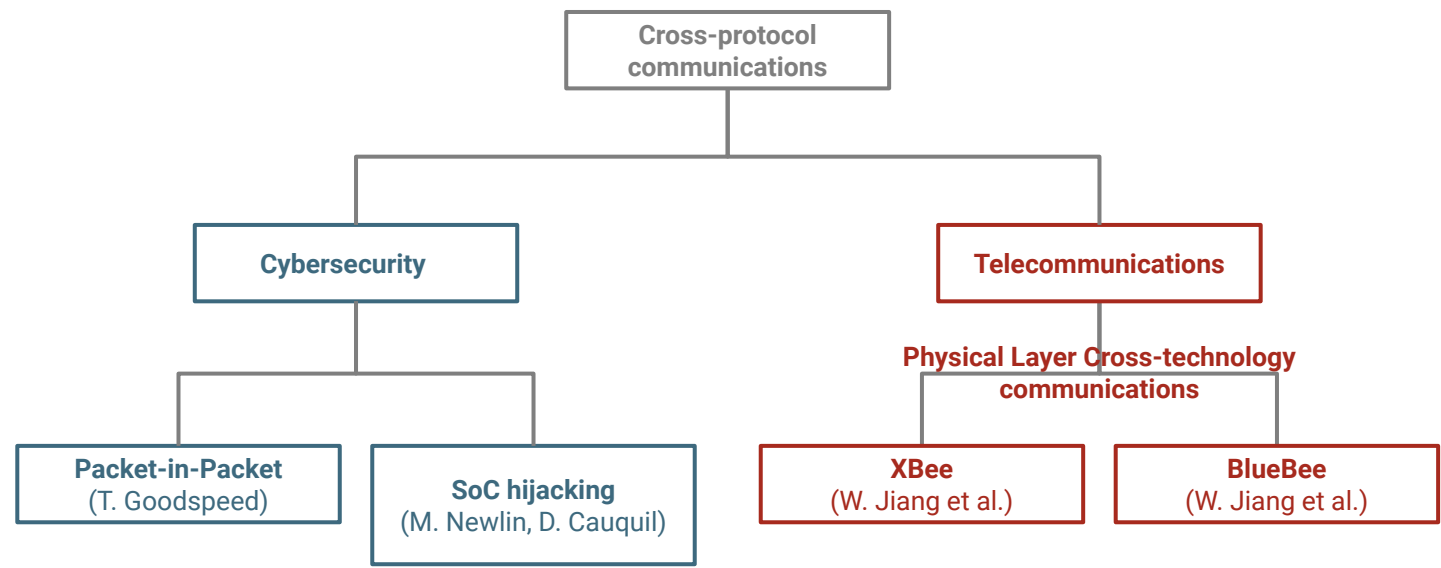 Cross-protocol
communications
Cybersecurity
Telecommunications
Physical Layer Cross-technology
communications
Packet-in-Packet
(T. Goodspeed)
SoC hijacking
(M. Newlin, D. Cauquil)
XBee
(W. Jiang et al.)
BlueBee
(W. Jiang et al.)